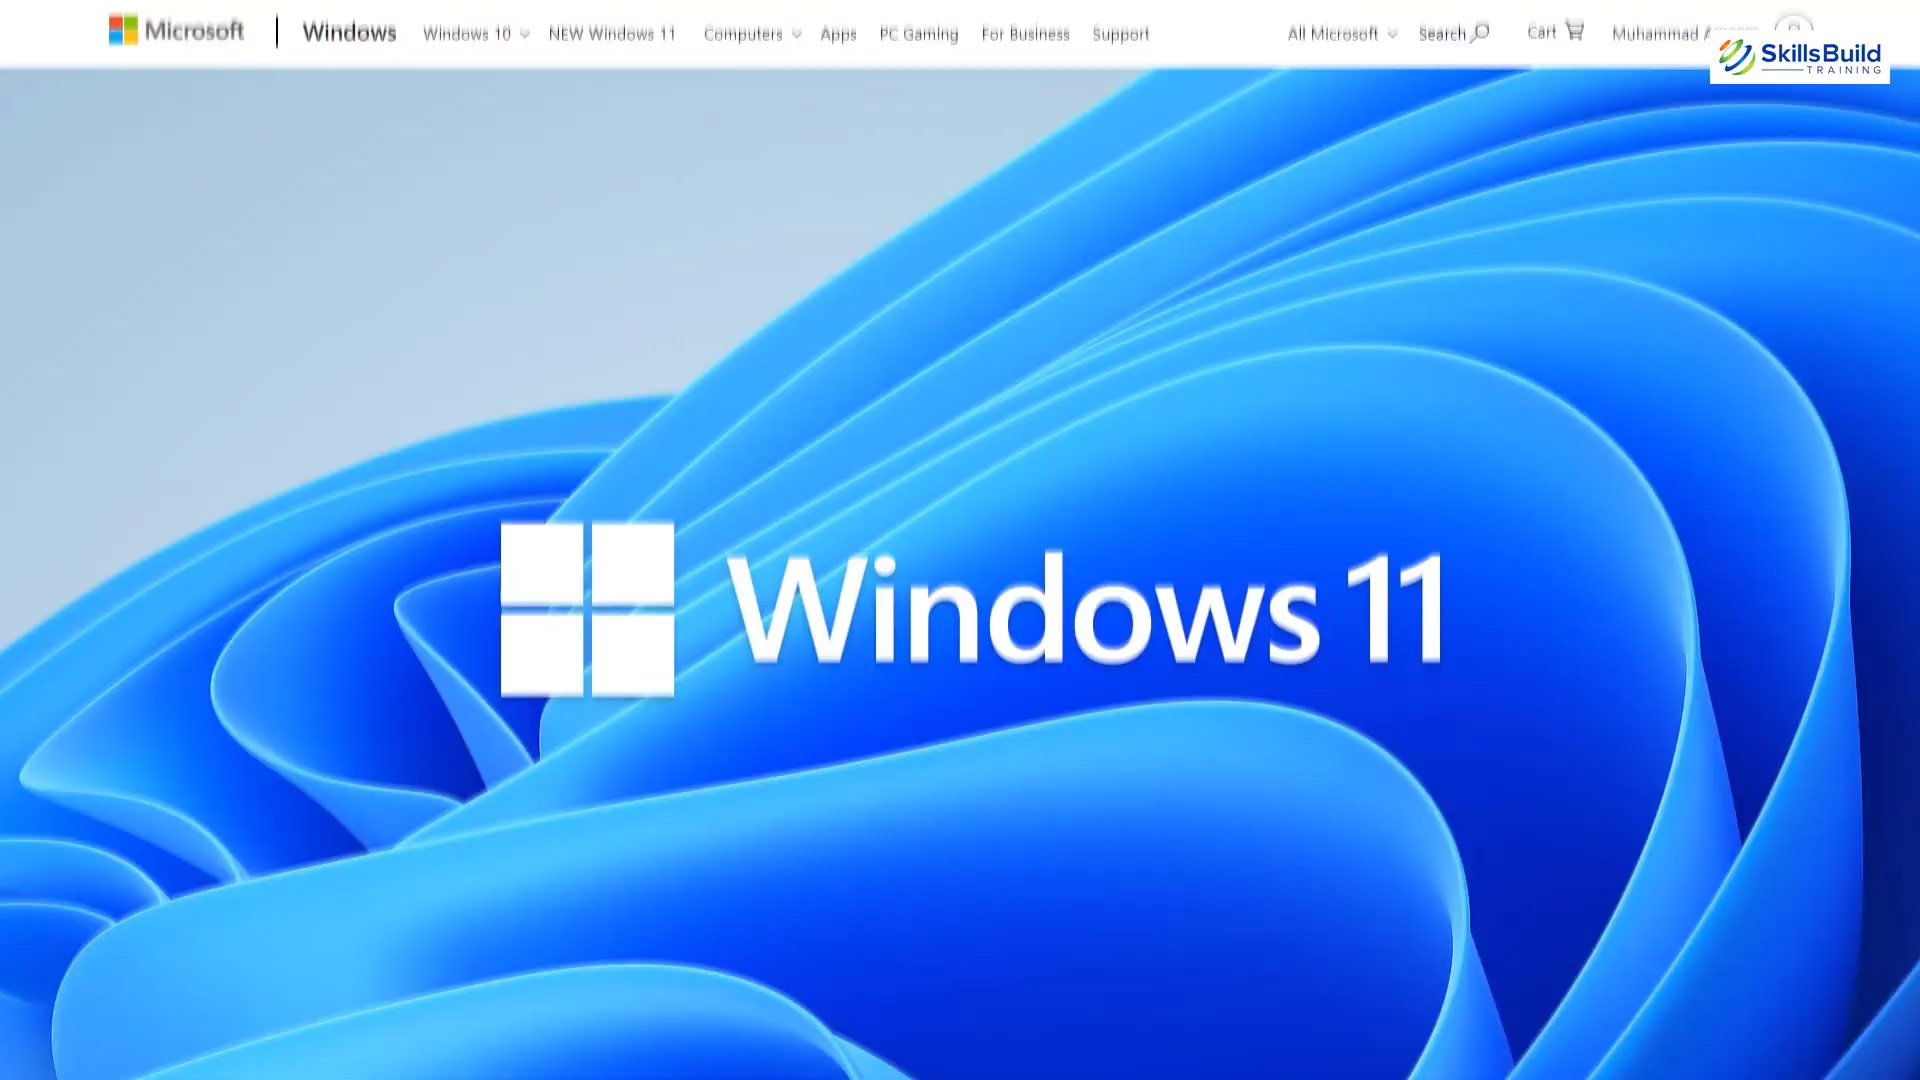 Microsoft Windows Windows 10 NEW Windows 11 Computers Apps PC Gaming For Business Support All Microsoft Search Cart Muhammad
SkillsBuild
TRAINING
Windows 11